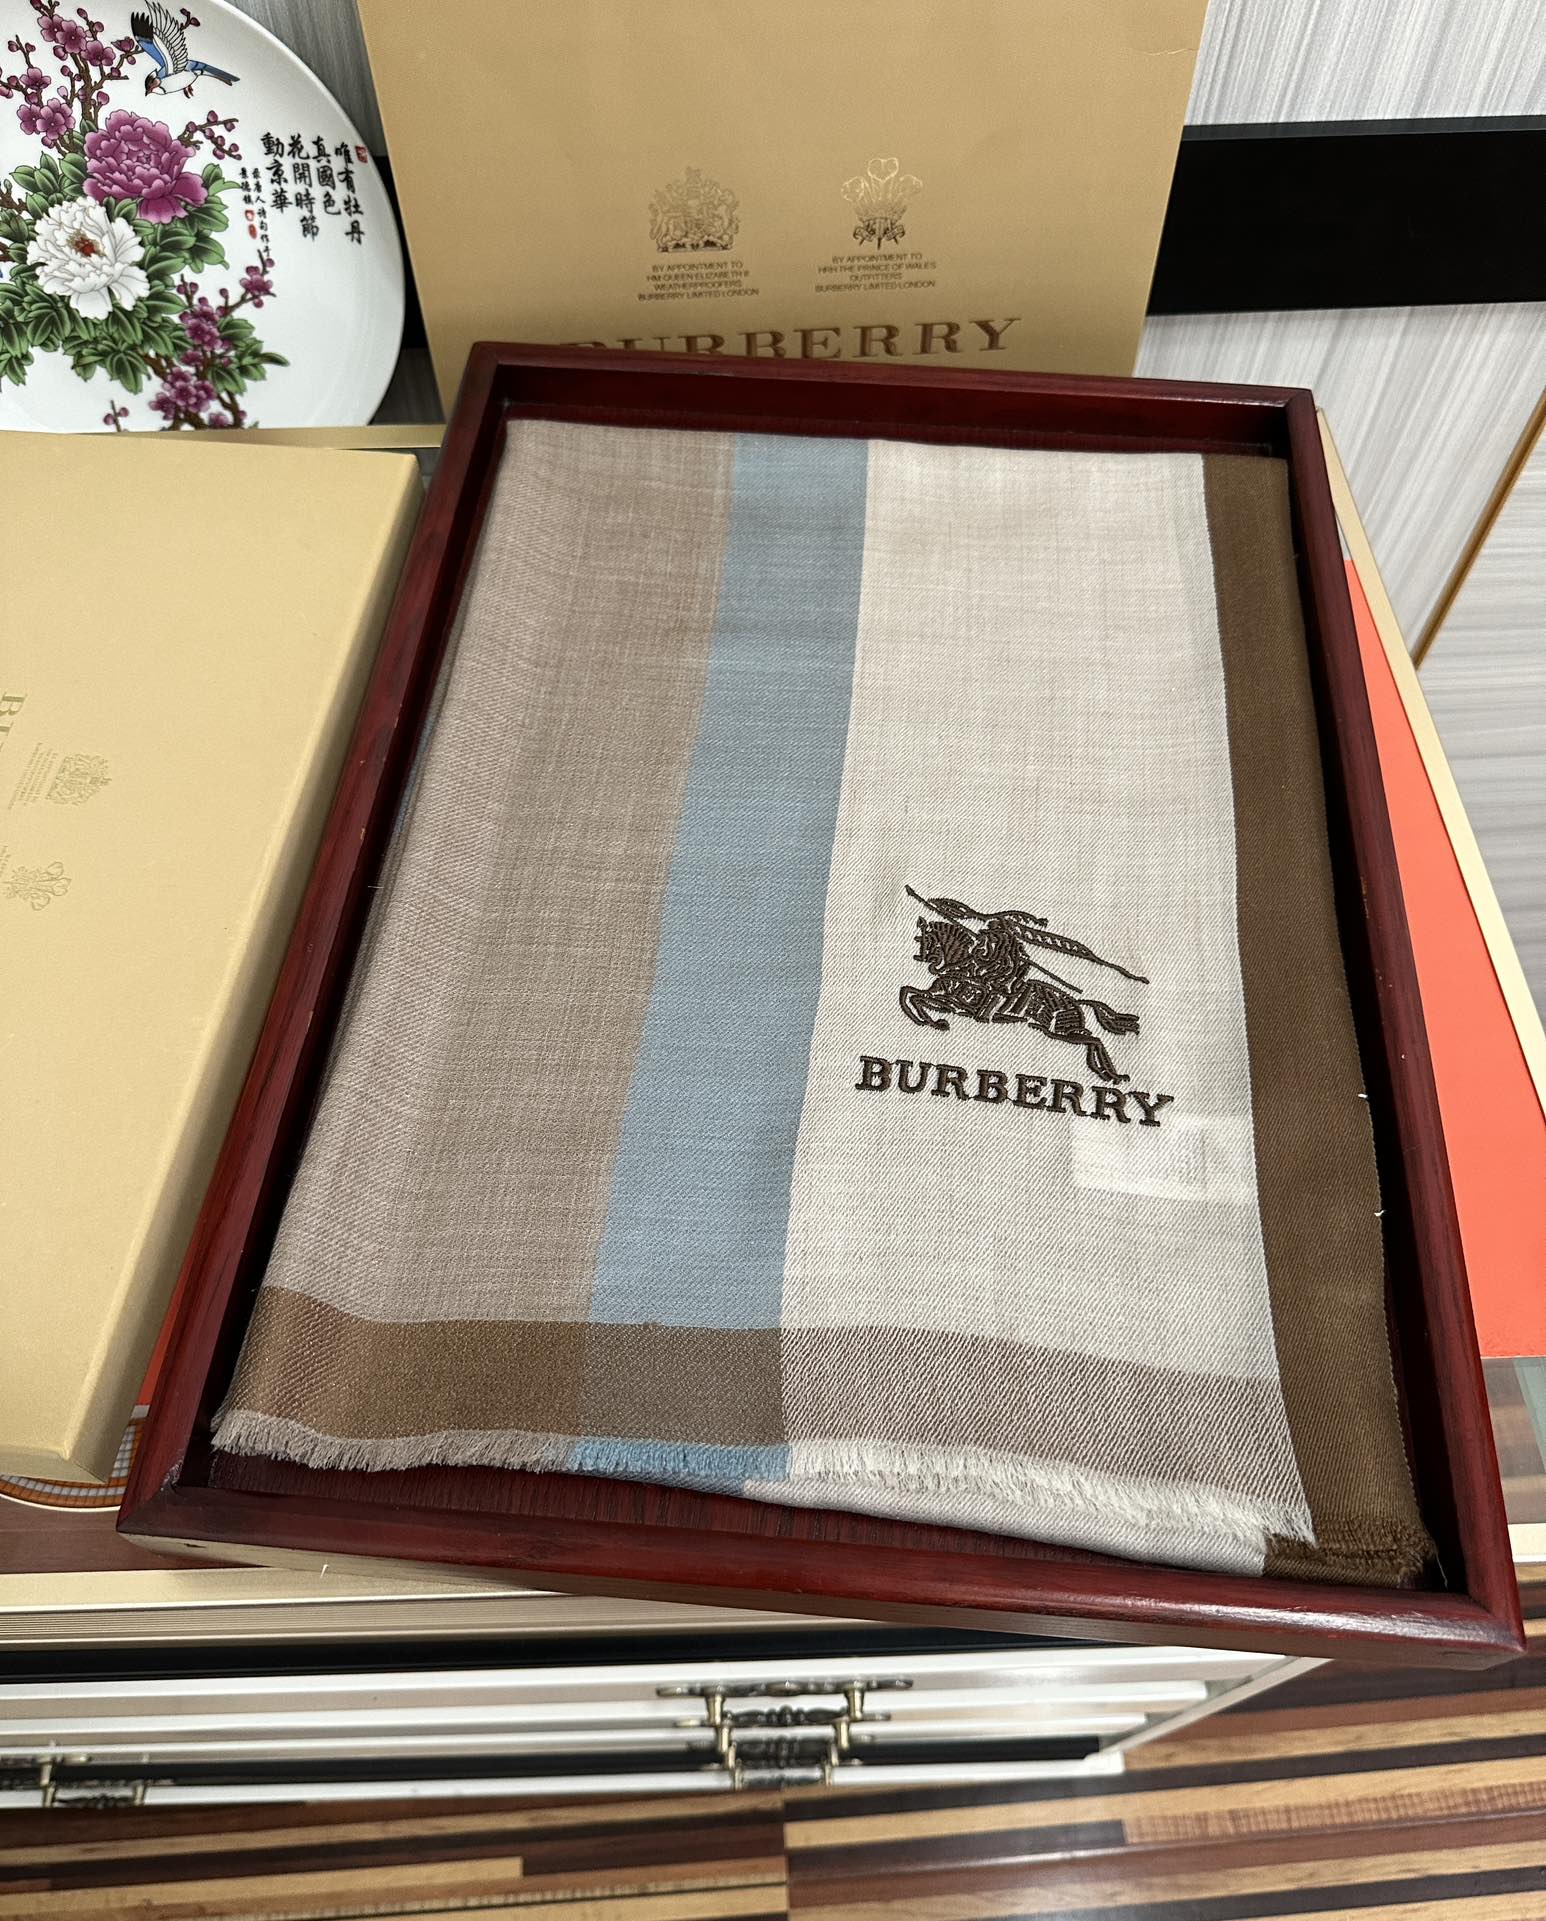 唯有牡丹
真國色
花開時節
動京華
BY APPOINTMENT TO
HM QUEEN ELIZABETH II
WEATHERPROOFERS
BURBERRY LIMITED LONDON
BY APPOINTMENT TO
HRH THE PRINCE OF WALES
OUTFITTERS
BURBERRY LIMITED LONDON
BURBERRY
BURBERRY